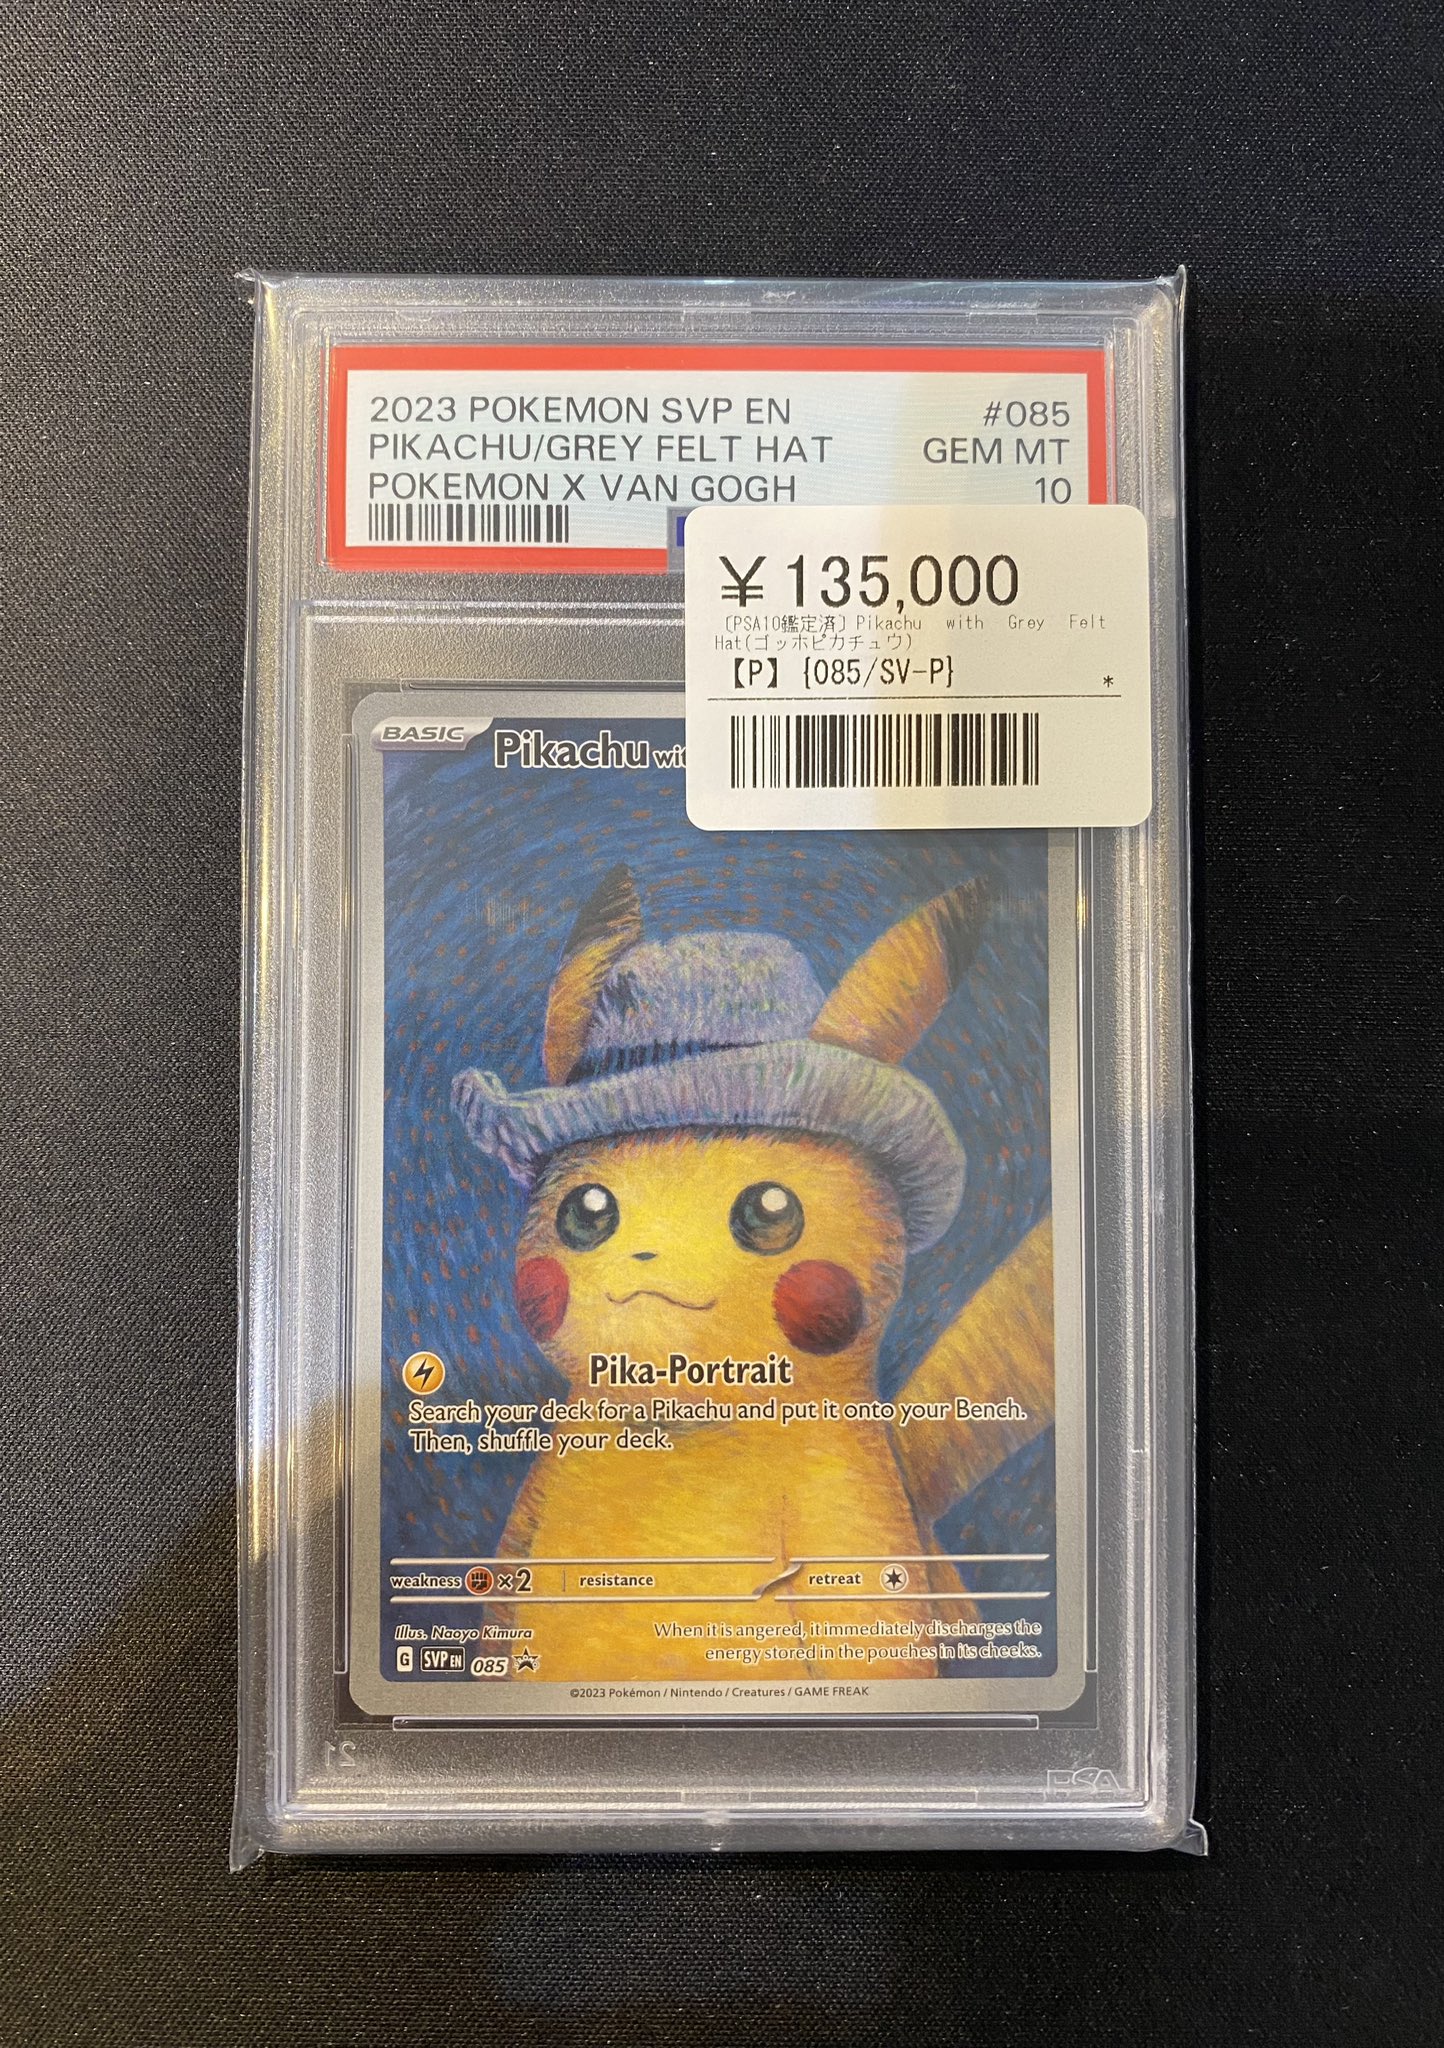 2023 POKEMON SVP EN #085
PIKACHU/GREY FELT HAT GEM MT
POKEMON X VAN GOGH 10
¥135,000
〔PSA10鑑定済〕Pikachu with Grey Felt
Hat(ゴッホピカチュウ)
【P】{085/SV-P} *
BASIC Pikachu
Pika-Portrait
Search your deck for a Pikachu and put it onto your Bench.
Then, shuffle your deck.
weakness ×2 resistance retreat
Illus. Naoyo Kimura
When it is angered, it immediately discharges the
energy stored in the pouches in its cheeks.
G SVP EN 085
©2023 Pokémon / Nintendo / Creatures / GAME FREAK
PSA